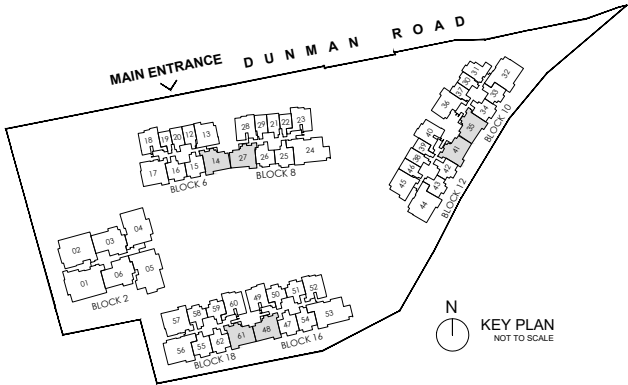 DUNMAN ROAD
MAIN ENTRANCE
18 19 20 12 13
17 16 15 14
BLOCK 6
28 29 21 22 23
27 26 25 24
BLOCK 8
31 32
30
37 33
36 34
35
BLOCK 10
40 41
39
38 42
46 43
45 44
BLOCK 12
02 03 04
01 06 05
BLOCK 2
57 58 59 60
56 55 62 61
BLOCK 18
49 50 51 52
48 47 54 53
BLOCK 16
N
KEY PLAN
NOT TO SCALE